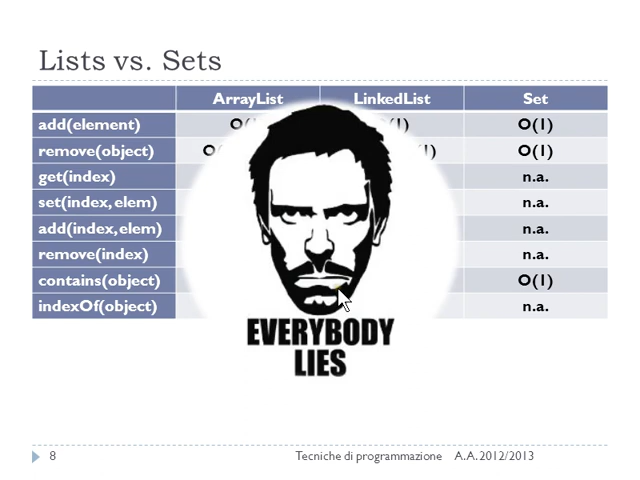 Lists vs. Sets
ArrayList LinkedList Set
add(element) O(1)
remove(object) O(1)
get(index) n.a.
set(index, elem) n.a.
add(index, elem) n.a.
remove(index) n.a.
contains(object) O(1)
indexOf(object) n.a.
EVERYBODY
LIES
8 Tecniche di programmazione A.A. 2012/2013